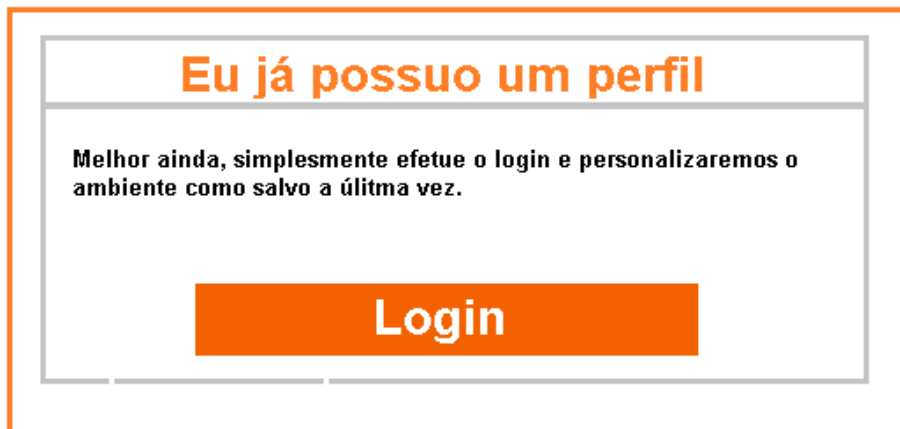 Eu já possuo um perfil
Melhor ainda, simplesmente efetue o login e personalizaremos o
ambiente como salvo a úlitma vez.
Login